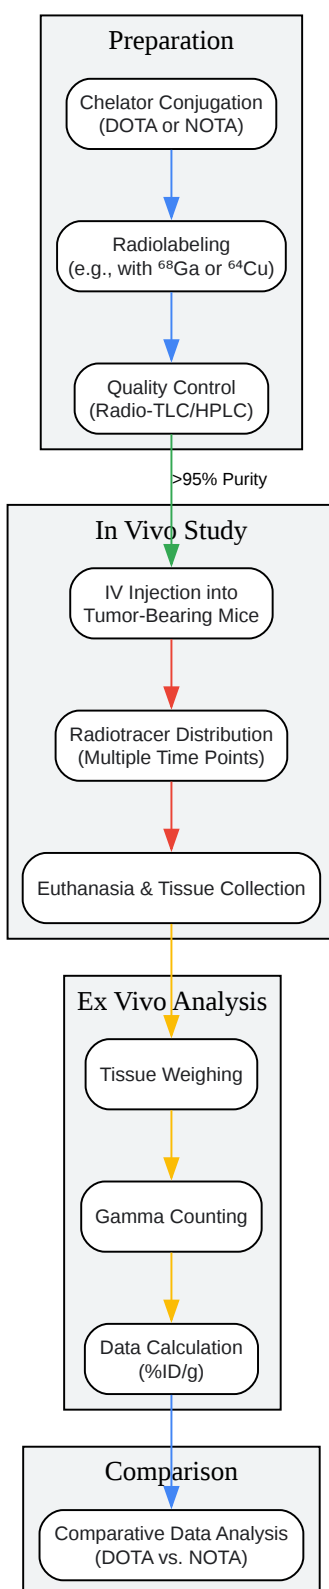 Preparation
Chelator Conjugation
(DOTA or NOTA)
Radiolabeling
(e.g., with ⁶⁸Ga or ⁶⁴Cu)
Quality Control
(Radio-TLC/HPLC)
>95% Purity
In Vivo Study
IV Injection into
Tumor-Bearing Mice
Radiotracer Distribution
(Multiple Time Points)
Euthanasia & Tissue Collection
Ex Vivo Analysis
Tissue Weighing
Gamma Counting
Data Calculation
(%ID/g)
Comparison
Comparative Data Analysis
(DOTA vs. NOTA)